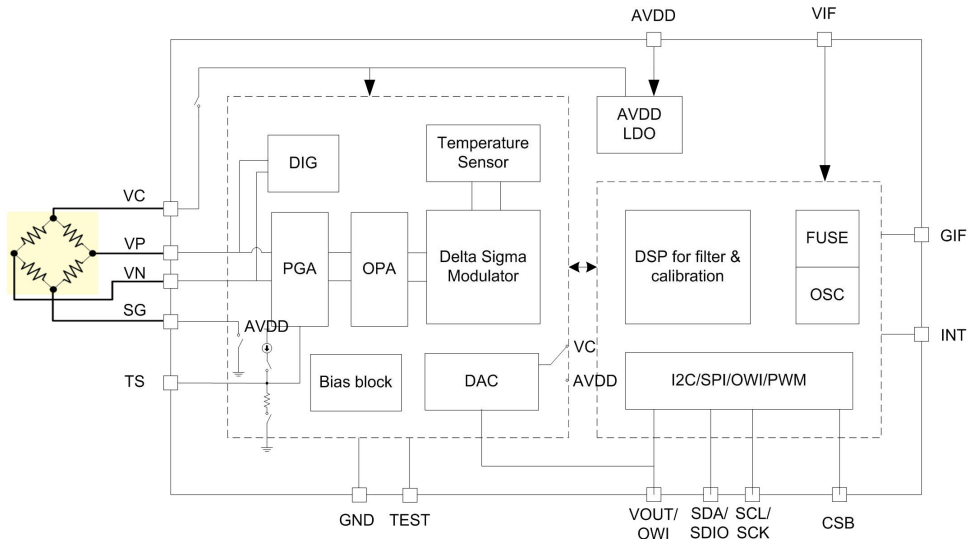 AVDD
VIF
AVDD
LDO
Temperature
Sensor
DIG
VC
VP
VN
SG
TS
PGA
OPA
Delta Sigma
Modulator
DSP for filter &
calibration
FUSE
OSC
GIF
INT
AVDD
Bias block
DAC
VC
AVDD
I2C/SPI/OWI/PWM
GND
TEST
VOUT/
OWI
SDA/
SDIO
SCL/
SCK
CSB